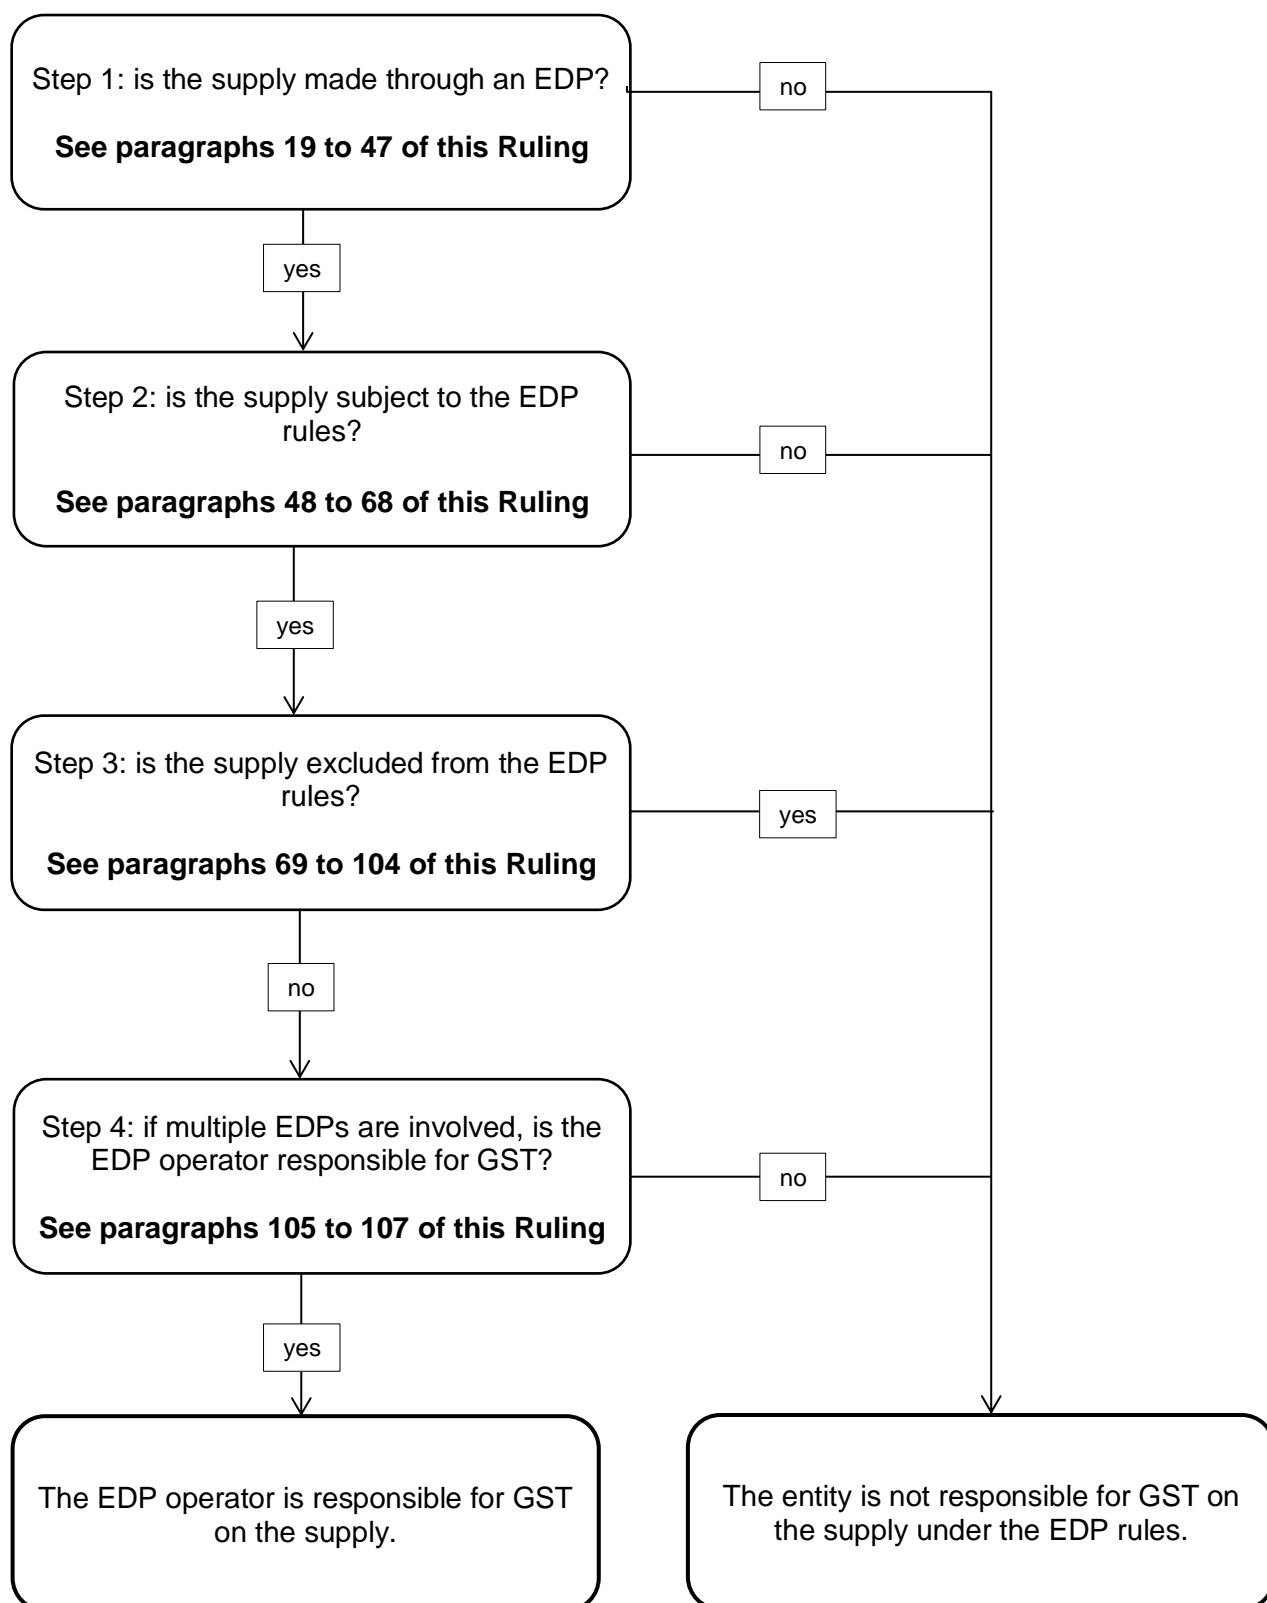 Step 1: is the supply made through an EDP?
no
See paragraphs 19 to 47 of this Ruling
yes
Step 2: is the supply subject to the EDP
rules?
no
See paragraphs 48 to 68 of this Ruling
yes
Step 3: is the supply excluded from the EDP
rules?
yes
See paragraphs 69 to 104 of this Ruling
no
Step 4: if multiple EDPs are involved, is the
EDP operator responsible for GST?
no
See paragraphs 105 to 107 of this Ruling
yes
The EDP operator is responsible for GST
on the supply.
The entity is not responsible for GST on
the supply under the EDP rules.